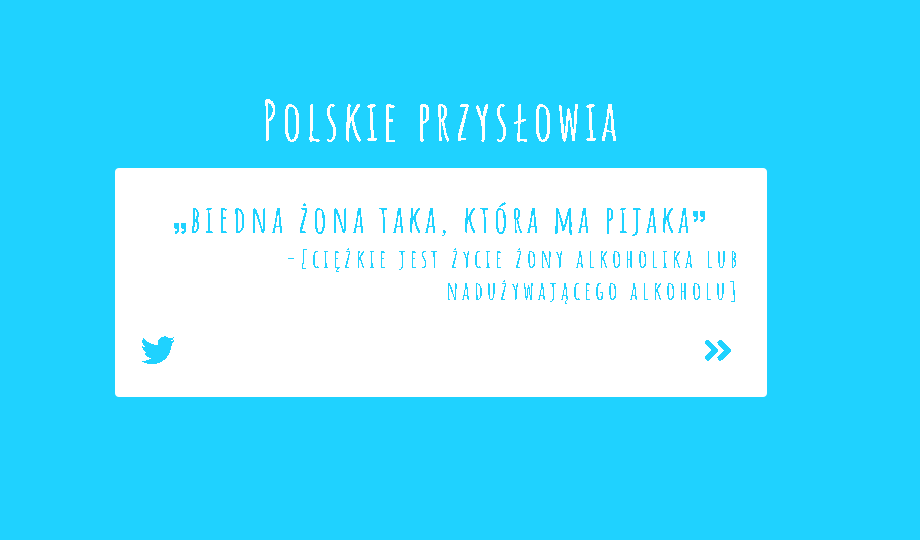 Polskie przysłowia
„biedna żona taka, która ma pijaka”
-[ciężkie jest życie żony alkoholika lub
nadużywającego alkoholu]